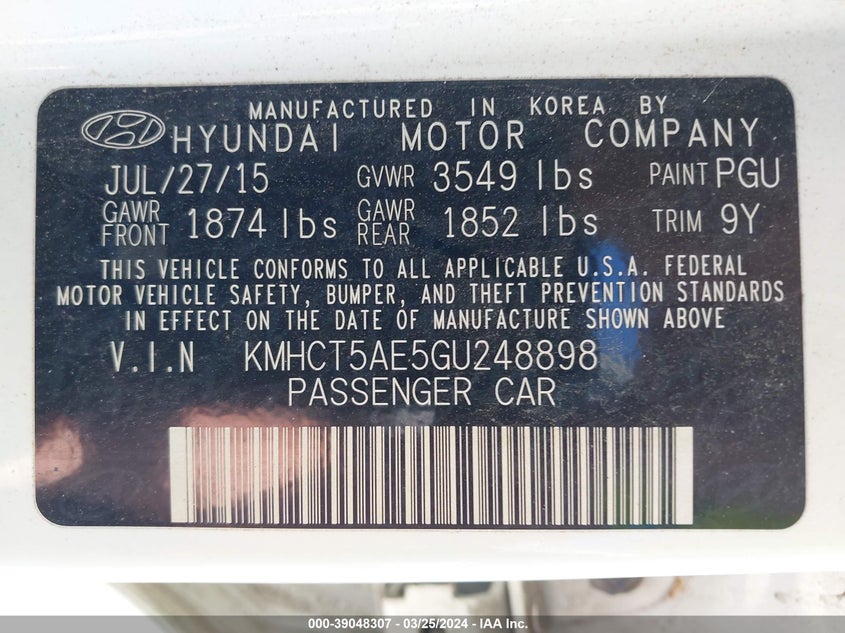 MANUFACTURED IN KOREA BY
HYUNDAI MOTOR COMPANY
JUL/27/15 GVWR 3549 lbs PAINT PGU
GAWR FRONT 1874 lbs GAWR REAR 1852 lbs TRIM 9Y
THIS VEHICLE CONFORMS TO ALL APPLICABLE U.S.A. FEDERAL
MOTOR VEHICLE SAFETY, BUMPER, AND THEFT PREVENTION STANDARDS
IN EFFECT ON THE DATE OF MANUFACTURE SHOWN ABOVE
V.I.N KMHCT5AE5GU248898
PASSENGER CAR
000-39048307 - 03/25/2024 - IAA Inc.